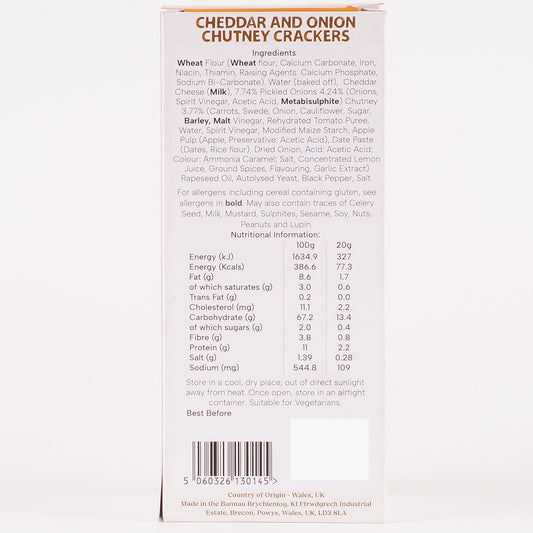 CHEDDAR AND ONION
CHUTNEY CRACKERS
Ingredients
Wheat Flour (Wheat flour, Calcium Carbonate, Iron,
Niacin, Thiamin, Raising Agents: Calcium Phosphate,
Sodium Bi-Carbonate). Water (baked off), Cheddar
Cheese (Milk), 7.74% Pickled Onions 4.24% (Onions,
Spirit Vinegar, Acetic Acid, Metabisulphite) Chutney
3.77% (Carrots, Swede, Onion, Cauliflower, Sugar,
Barley, Malt Vinegar, Rehydrated Tomato Puree,
Water, Spirit Vinegar, Modified Maize Starch, Apple
Pulp (Apple, Preservative: Acetic Acid), Date Paste
(Dates, Rice flour), Dried Onion, Acid: Acetic Acid;
Colour: Ammonia Caramel; Salt, Concentrated Lemon
Juice, Ground Spices, Flavouring, Garlic Extract)
Rapeseed Oil, Autolysed Yeast, Black Pepper, Salt.
For allergens including cereal containing gluten, see
allergens in bold. May also contain traces of Celery
Seed, Milk, Mustard, Sulphites, Sesame, Soy, Nuts,
Peanuts and Lupin.
Nutritional Information:
100g 20g
Energy (kJ) 1634.9 327
Energy (Kcals) 386.6 77.3
Fat (g) 8.6 1.7
of which saturates (g) 3.0 0.6
Trans Fat (g) 0.2 0.0
Cholesterol (mg) 11.1 2.2
Carbohydrate (mg) 67.2 13.4
of which sugars (g) 2.0 0.4
Fibre (g) 3.8 0.8
Protein (g) 11 2.2
Salt (g) 1.39 0.28
Sodium (mg) 544.8 109
Store in a cool, dry place, out of direct sunlight
away from heat. Once open, store in an airtight
container. Suitable for Vegetarians.
Best Before
5 060326 130145 >
Country of Origin - Wales, UK
Made in the Bannau Brycheiniog. K1 Ffrwdgrech Industrial
Estate, Brecon, Powys, Wales, UK, LD3 8LA